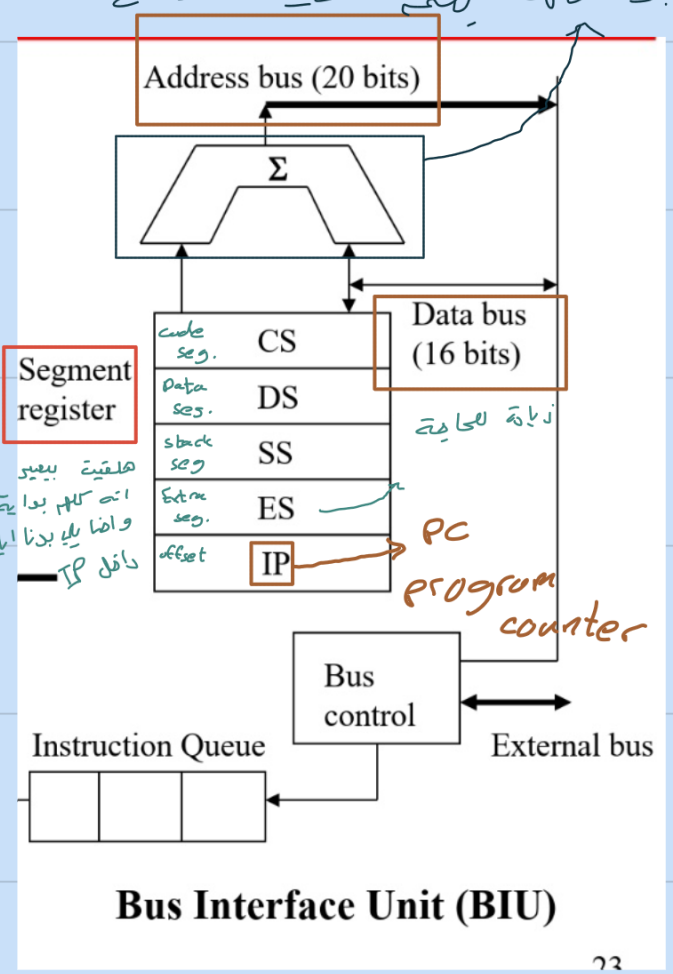 Address bus (20 bits)
Σ
Data bus
(16 bits)
Segment
register
code
seg.
CS
Data
seg.
DS
stack
seg
SS
زيادة للحاجة
Extra
seg.
ES
offset
IP
PC
program
counter
داخل IP
Bus
control
Instruction Queue
External bus
Bus Interface Unit (BIU)
23